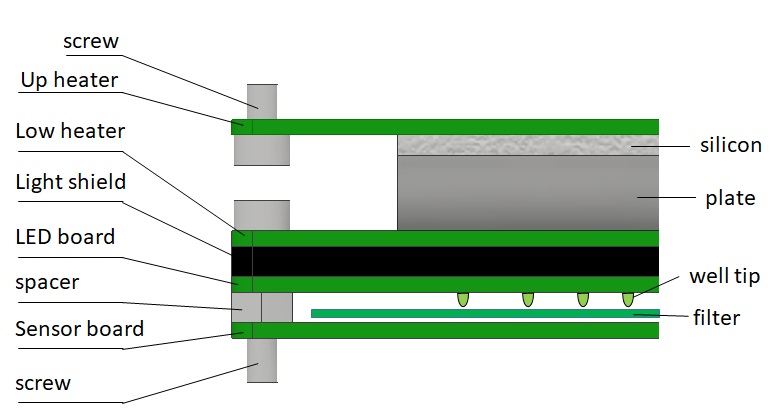 screw
Up heater
Low heater
Light shield
LED board
spacer
Sensor board
screw
silicon
plate
well tip
filter